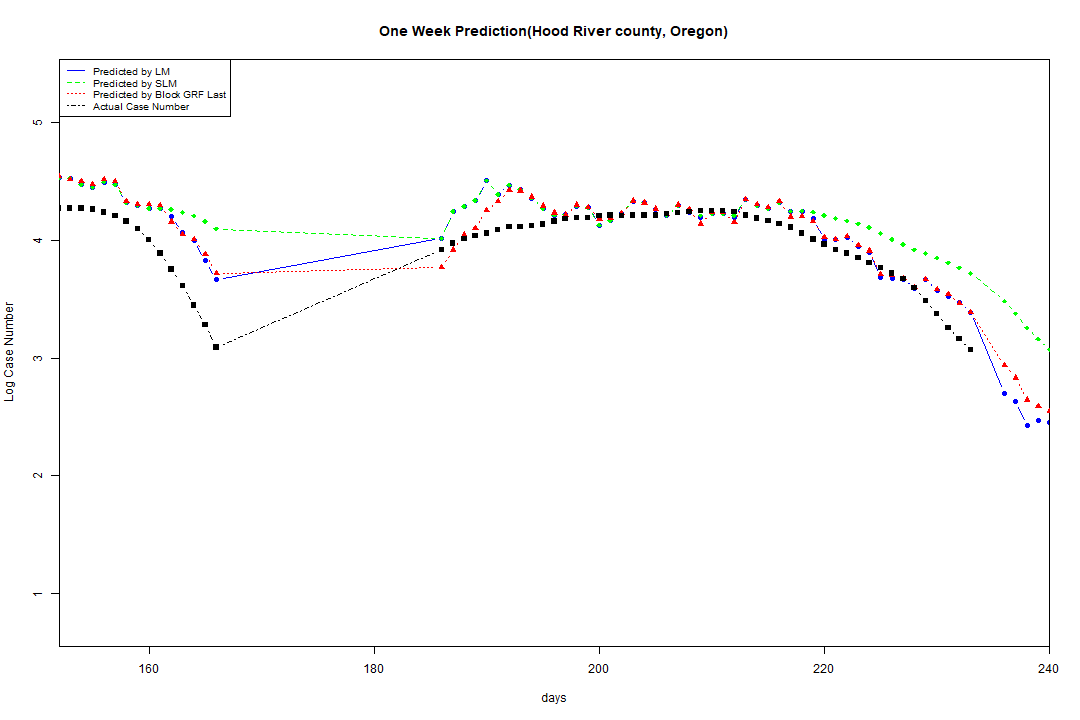 One Week Prediction(Hood River county, Oregon)
Predicted by LM
Predicted by SLM
Predicted by Block GRF Last
Actual Case Number
5
4
3
2
1
Log Case Number
160 180 200 220 240
days